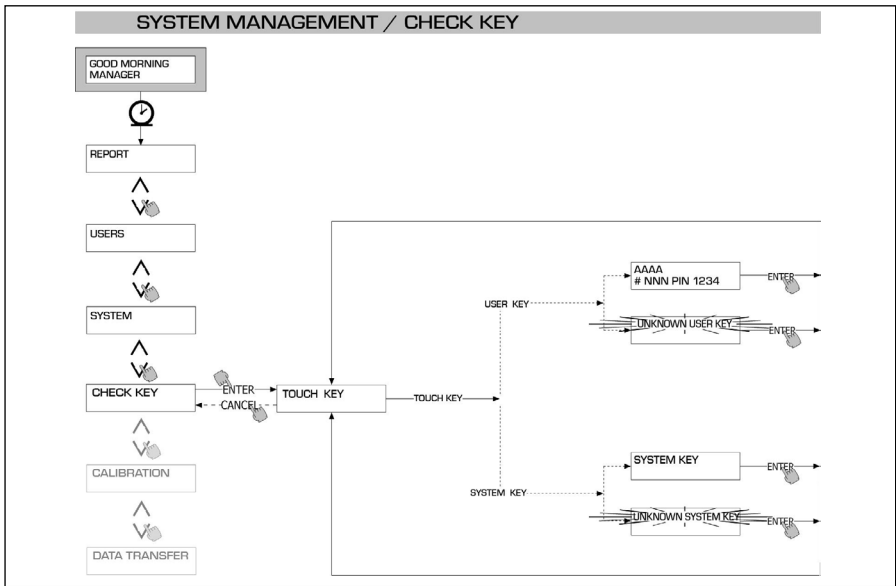 SYSTEM MANAGEMENT / CHECK KEY
GOOD MORNING
MANAGER
REPORT
USERS
SYSTEM
CHECK KEY
ENTER
CANCEL
TOUCH KEY
TOUCH KEY
USER KEY
AAAA
# NNN PIN 1234
ENTER
UNKNOWN USER KEY
ENTER
SYSTEM KEY
SYSTEM KEY
ENTER
UNKNOWN SYSTEM KEY
ENTER
CALIBRATION
DATA TRANSFER